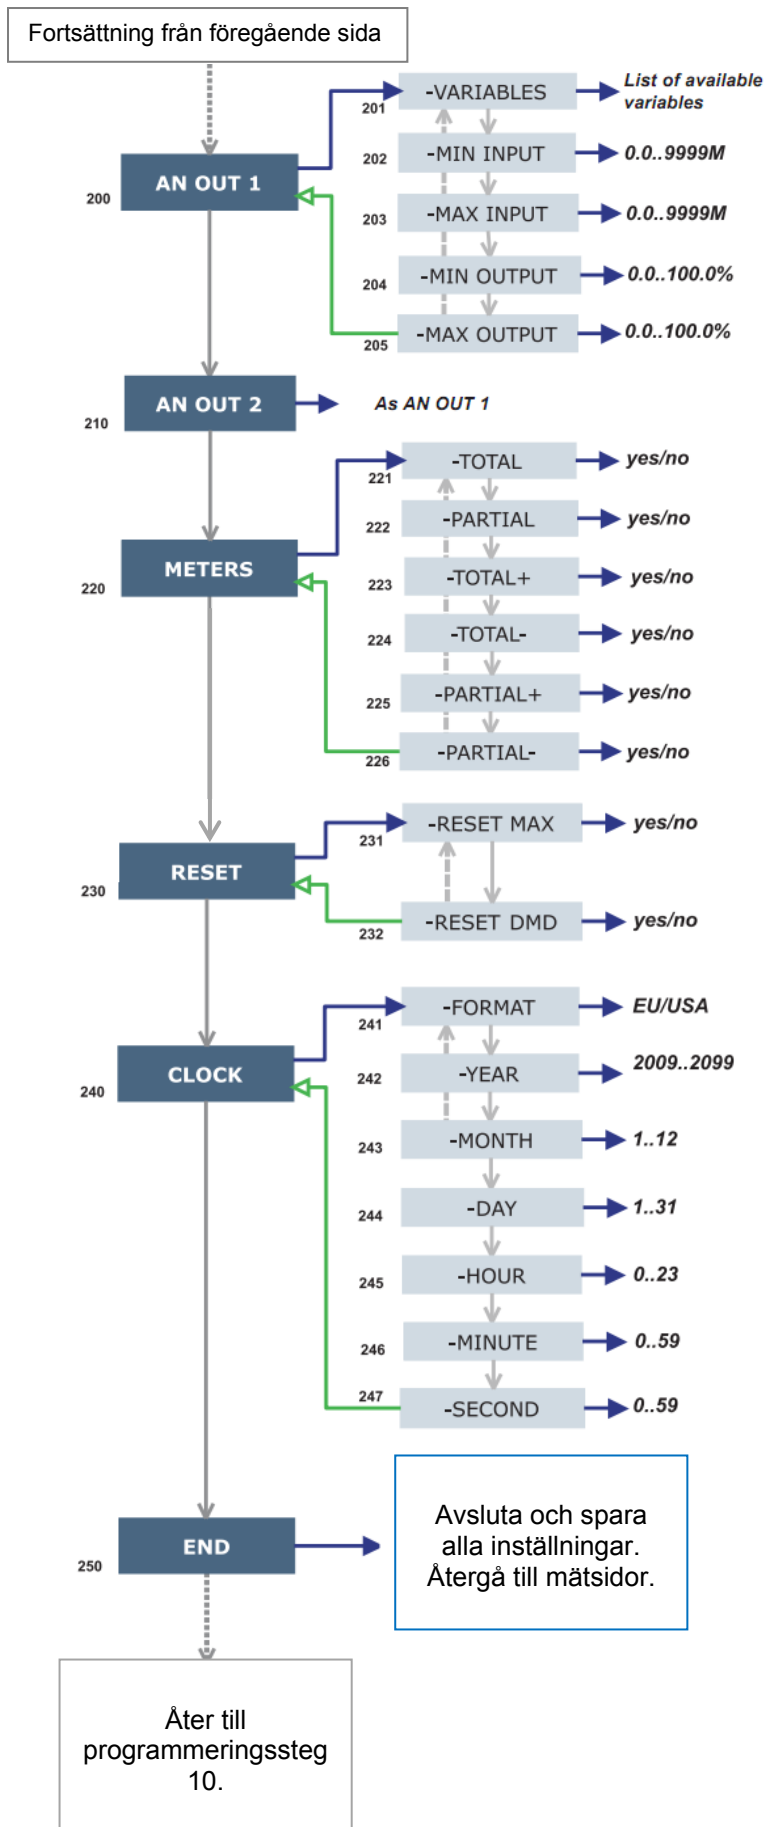 Fortsättning från föregående sida
200
AN OUT 1
201
-VARIABLES
List of available
variables
202
-MIN INPUT
0.0..9999M
203
-MAX INPUT
0.0..9999M
204
-MIN OUTPUT
0.0..100.0%
205
-MAX OUTPUT
0.0..100.0%
210
AN OUT 2
As AN OUT 1
220
METERS
221
-TOTAL
yes/no
222
-PARTIAL
yes/no
223
-TOTAL+
yes/no
224
-TOTAL-
yes/no
225
-PARTIAL+
yes/no
226
-PARTIAL-
yes/no
230
RESET
231
-RESET MAX
yes/no
232
-RESET DMD
yes/no
240
CLOCK
241
-FORMAT
EU/USA
242
-YEAR
2009..2099
243
-MONTH
1..12
244
-DAY
1..31
245
-HOUR
0..23
246
-MINUTE
0..59
247
-SECOND
0..59
250
END
Avsluta och spara
alla inställningar.
Återgå till mätsidor.
Åter till
programmeringssteg
10.